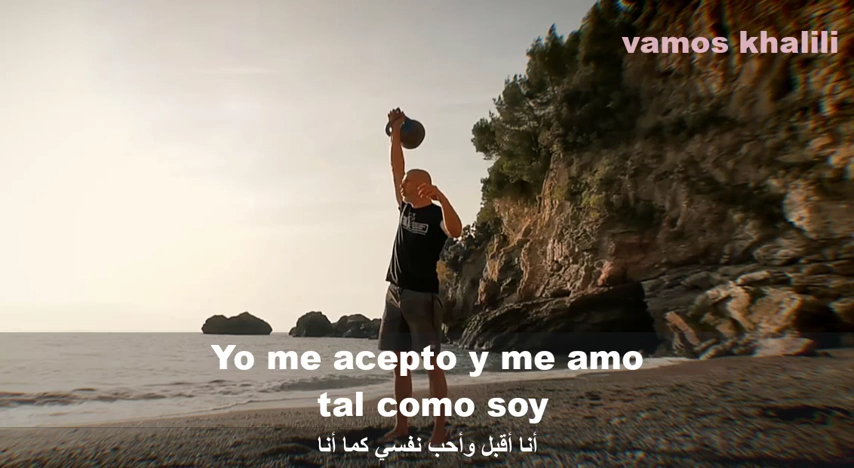 vamos khalili
Yo me acepto y me amo
tal como soy
أنا أقبل وأحب نفسي كما أنا